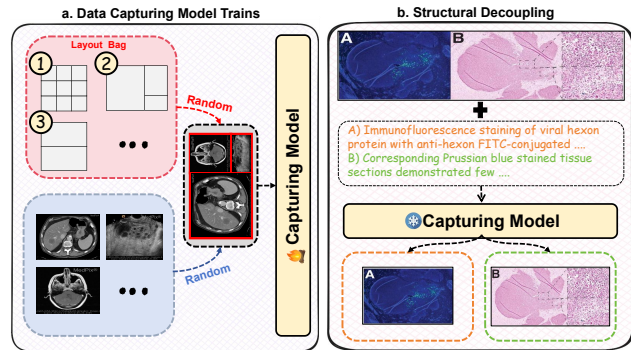 a. Data Capturing Model Trains
Layout Bag
1
2
3
Random
Random
MedPix®
Capturing Model
b. Structural Decoupling
A
B
A) Immunofluorescence staining of viral hexon
protein with anti-hexon FITC-conjugated ....
B) Corresponding Prussian blue stained tissue
sections demonstrated few ....
Capturing Model
A
B